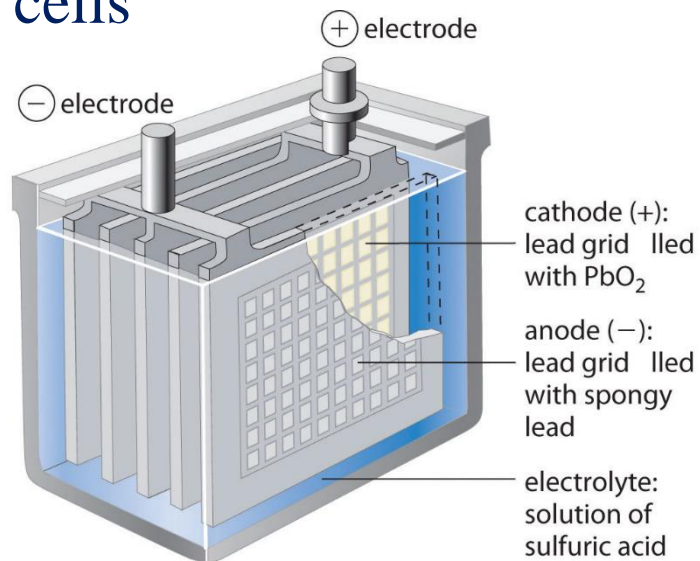 cells
+ electrode
− electrode
cathode (+):
lead grid lled
with PbO₂
anode (−):
lead grid lled
with spongy
lead
electrolyte:
solution of
sulfuric acid